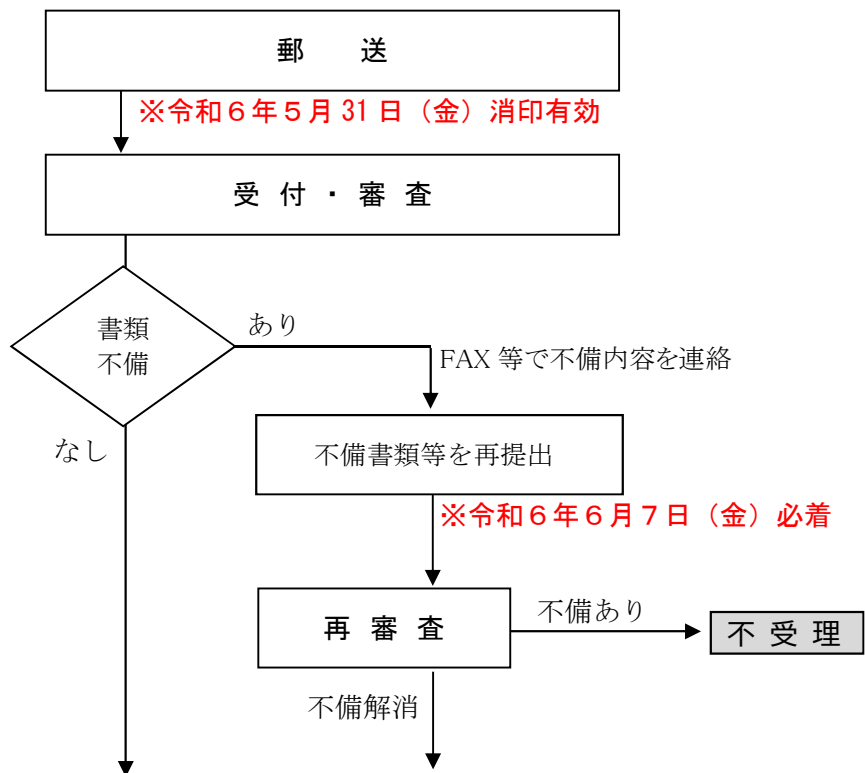 郵　送
※令和６年５月31日（金）消印有効
受 付 ・ 審 査
書類
不備
あり
FAX 等で不備内容を連絡
なし
不備書類等を再提出
※令和６年６月７日（金）必着
再 審 査
不備あり
不 受 理
不備解消